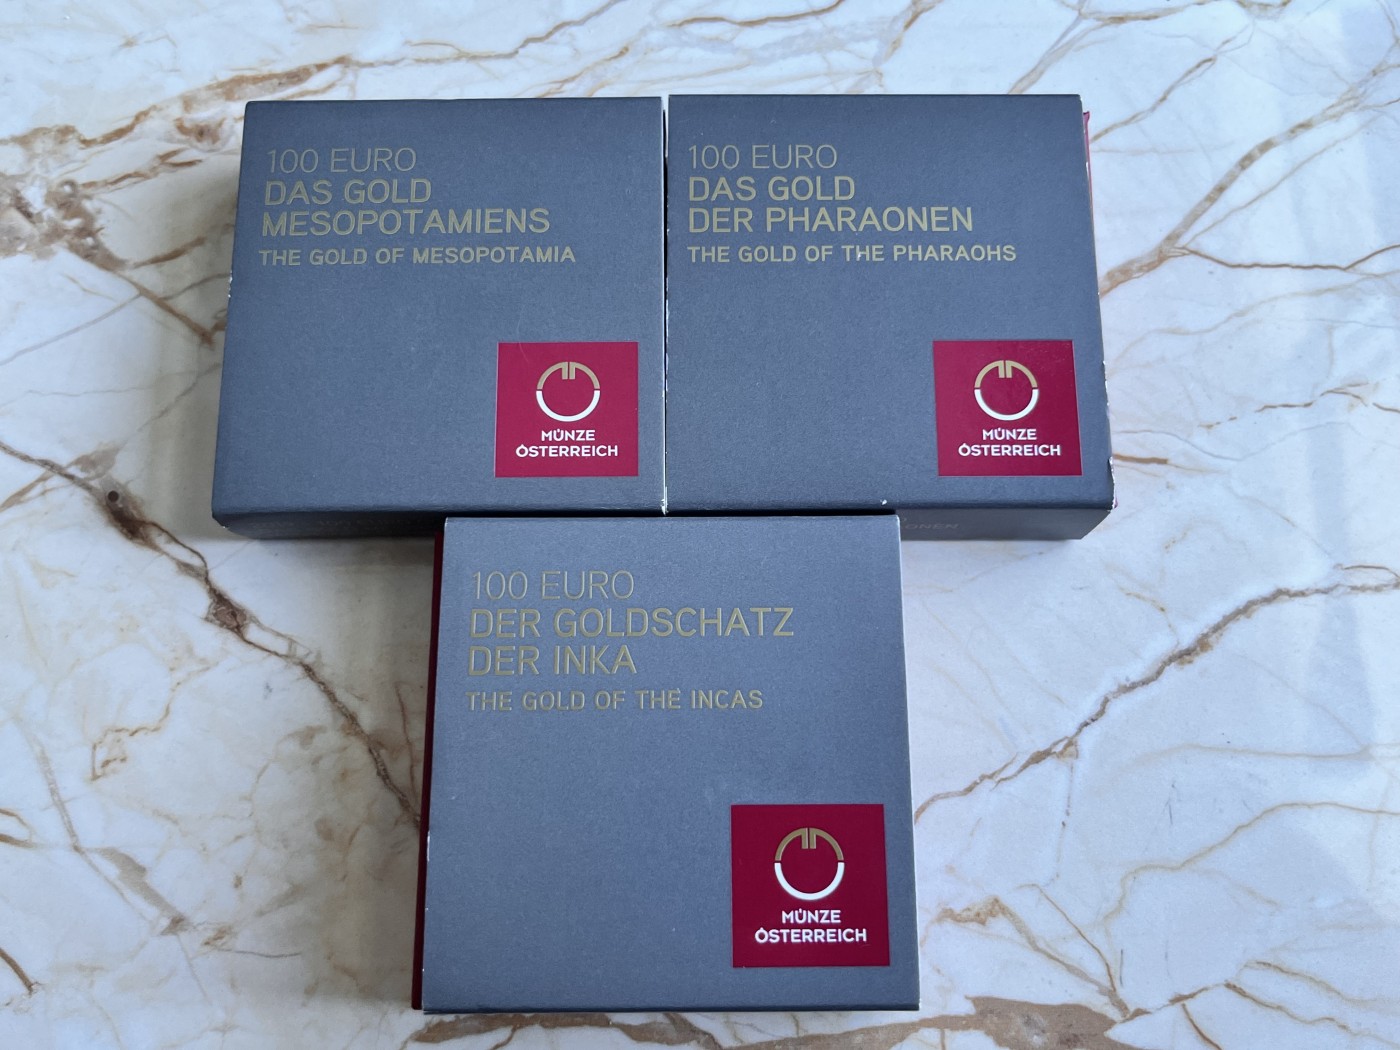 100 EURO
DAS GOLD
MESOPOTAMIENS
THE GOLD OF MESOPOTAMIA
MÜNZE
ÖSTERREICH
100 EURO
DAS GOLD
DER PHARAONEN
THE GOLD OF THE PHARAOHS
MÜNZE
ÖSTERREICH
100 EURO
DER GOLDSCHATZ
DER INKA
THE GOLD OF THE INCAS
MÜNZE
ÖSTERREICH